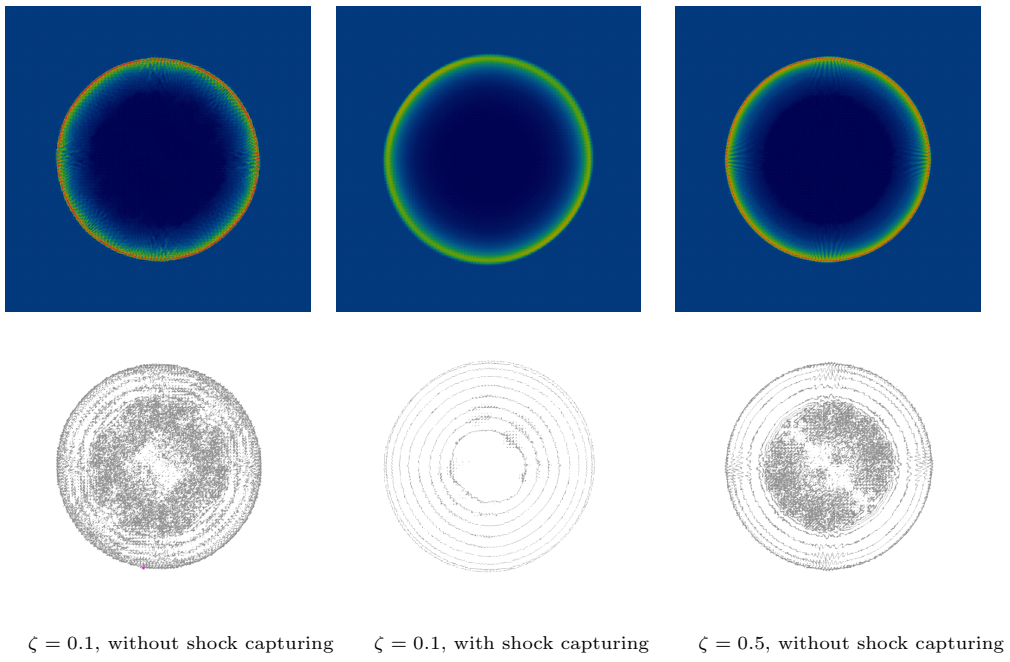 ζ = 0.1, without shock capturing ζ = 0.1, with shock capturing ζ = 0.5, without shock capturing